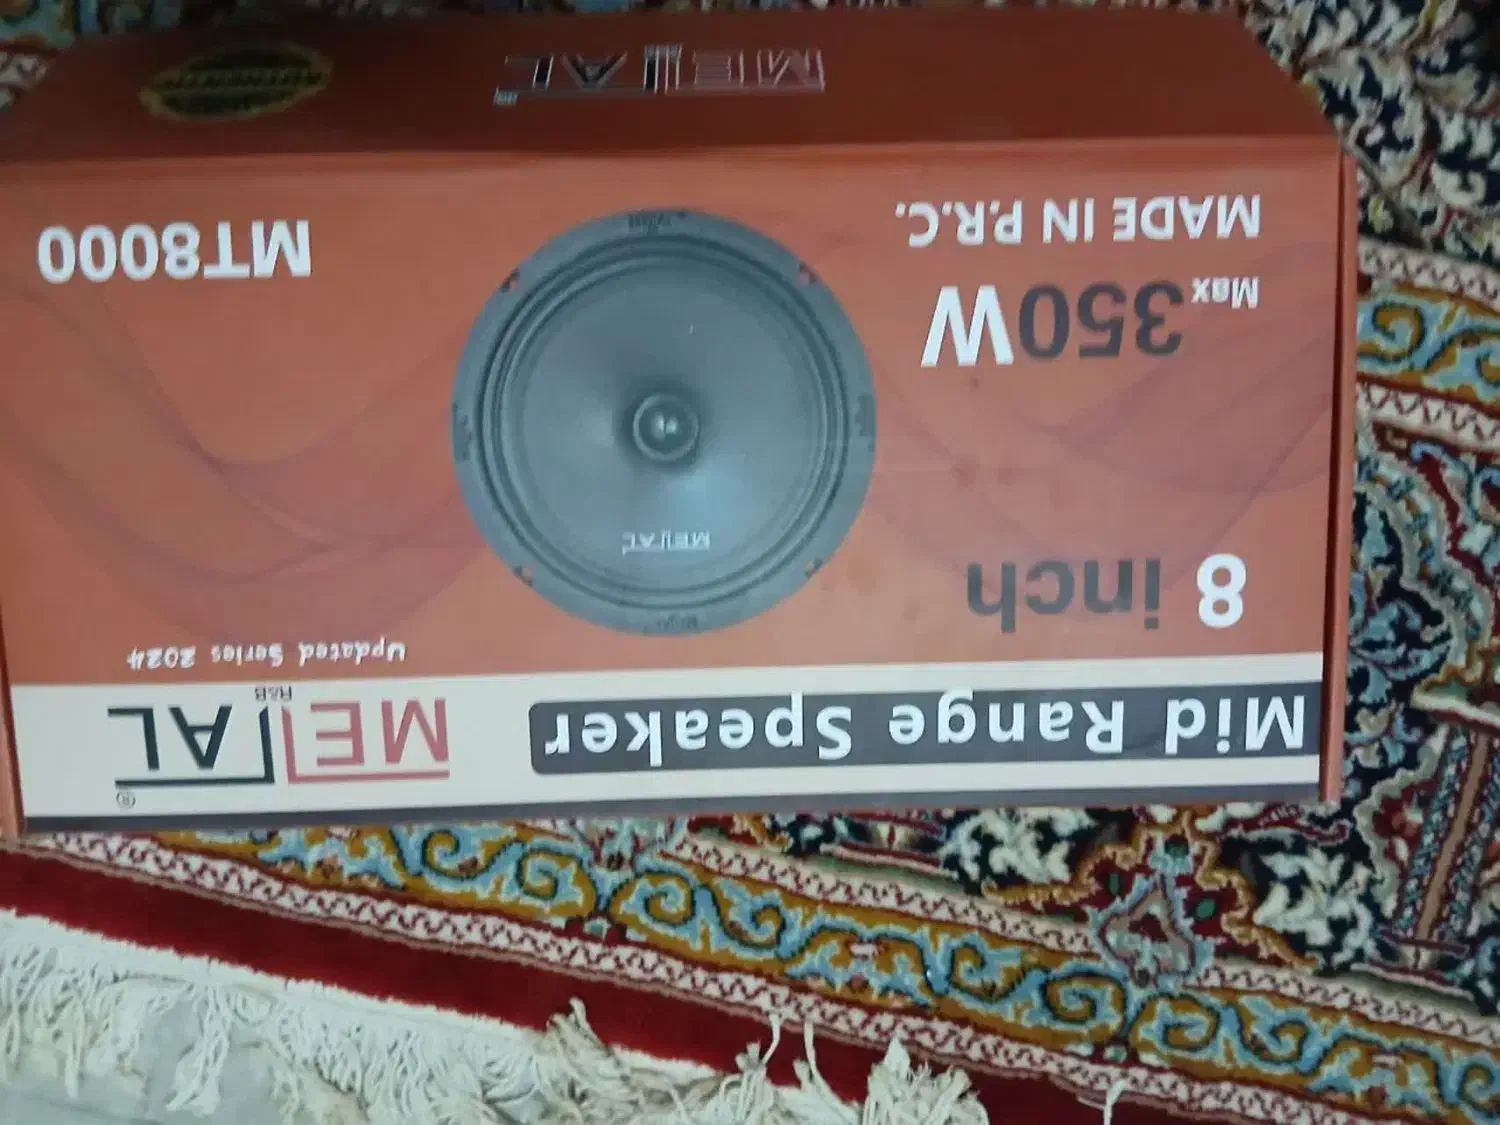 METAL
R&B
®
Mid Range Speaker
Updated Series 2024
8 inch
METAL
Max 350W
MADE IN P.R.C.
MT8000
METAL
R&B